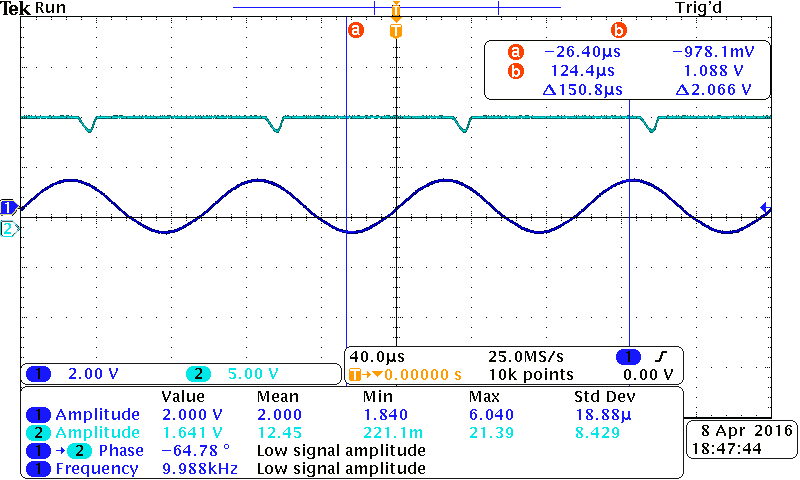 Tek Run Trig'd
T
a b
T
a −26.40µs −978.1mV
b 124.4µs 1.088 V
Δ150.8µs Δ2.066 V
1
2
1 2.00 V 2 5.00 V
40.0µs 25.0MS/s 1
T→▼0.00000 s 10k points 0.00 V
Value Mean Min Max Std Dev
1 Amplitude 2.000 V 2.000 1.840 6.040 18.88µ
2 Amplitude 1.641 V 12.45 221.1m 21.39 8.429
1 → 2 Phase −64.78 ° Low signal amplitude
1 Frequency 9.988kHz Low signal amplitude
8 Apr 2016
18:47:44